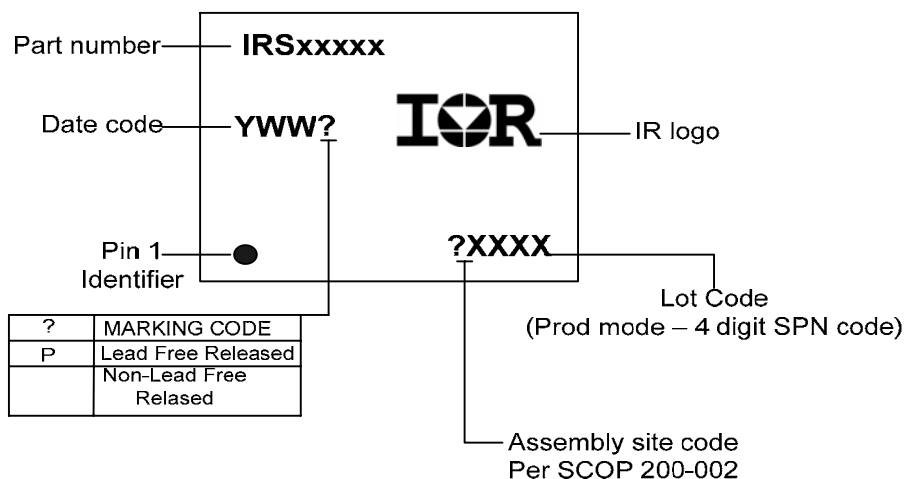 Part number
IRSxxxxx
Date code
YWW?
IOR
IR logo
Pin 1
Identifier
?XXXX
Lot Code
(Prod mode – 4 digit SPN code)
? MARKING CODE
P Lead Free Released
Non-Lead Free
Relased
Assembly site code
Per SCOP 200-002